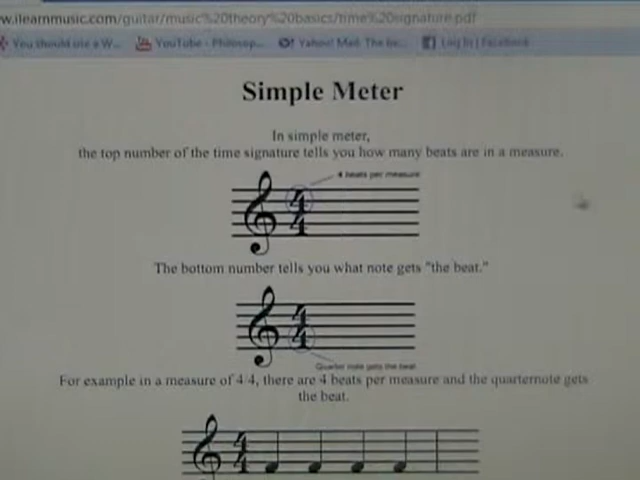 w.ilearnmusic.com/guitar/music%20theory%20basics/time%20signature.pdf
You should use a W... YouTube - Philosop... Yahoo! Mail: The be... Log In | Facebook
Simple Meter
In simple meter,
the top number of the time signature tells you how many beats are in a measure.
4 beats per measure
4
4
The bottom number tells you what note gets "the beat."
4
4
Quarter note gets the beat
For example in a measure of 4/4, there are 4 beats per measure and the quarternote gets
the beat.
4
4